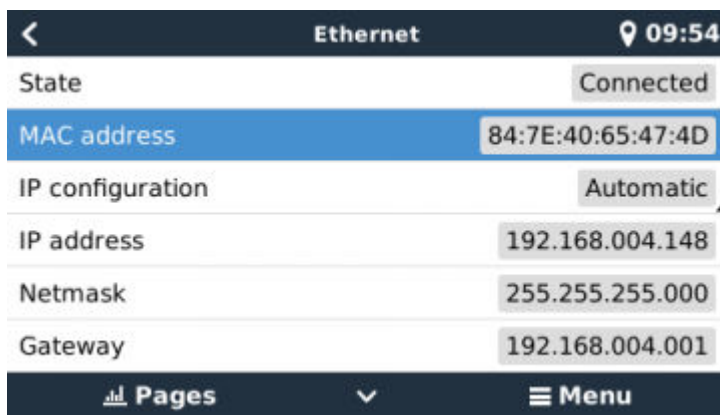 Ethernet 09:54
State Connected
MAC address 84:7E:40:65:47:4D
IP configuration Automatic
IP address 192.168.004.148
Netmask 255.255.255.000
Gateway 192.168.004.001
Pages Menu